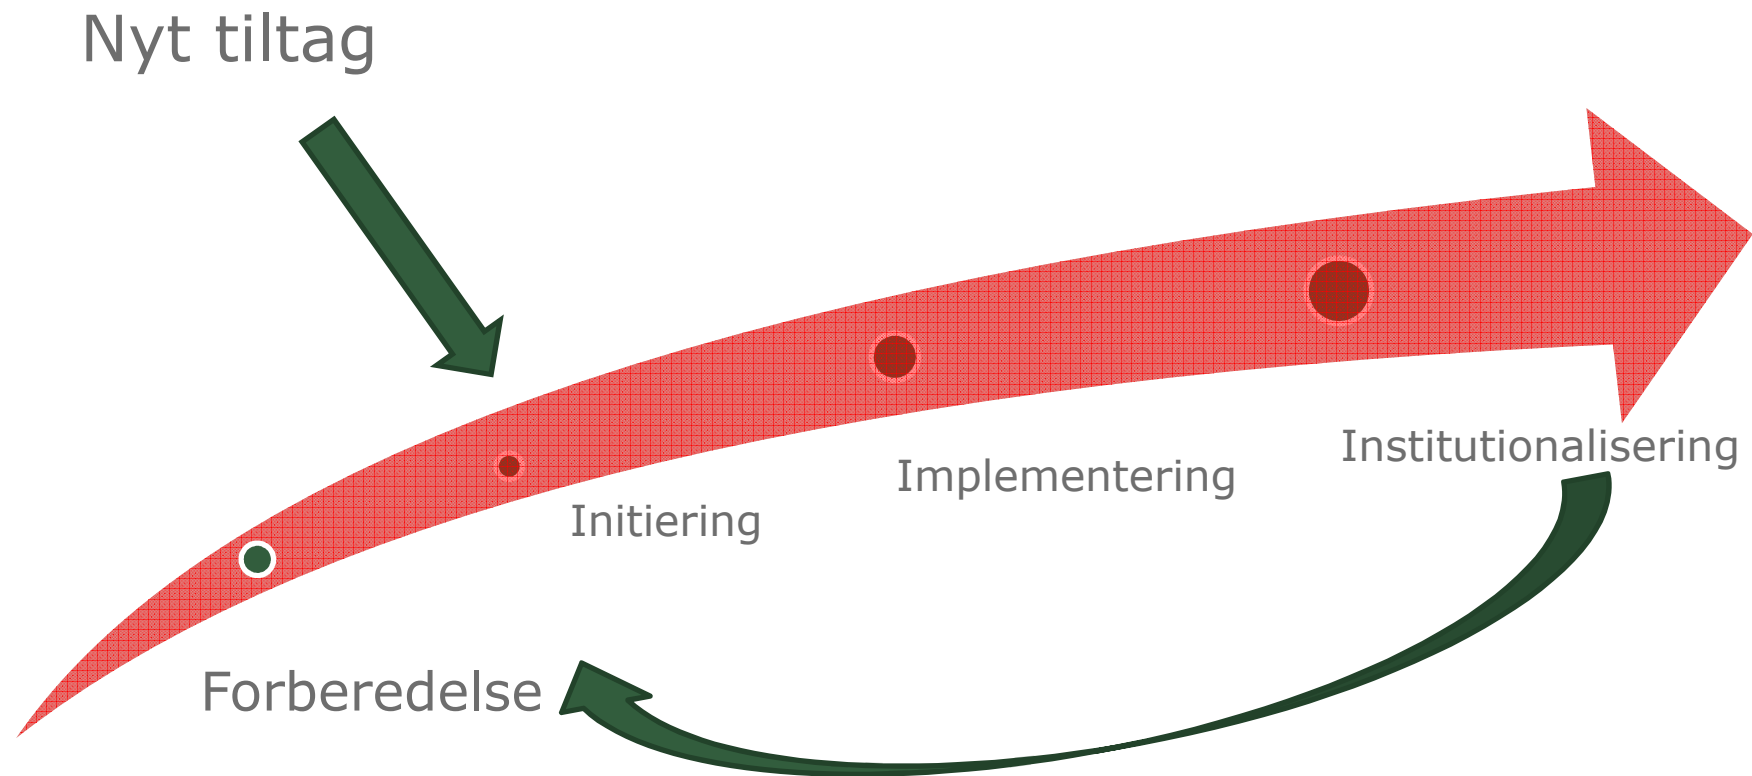 Nyt tiltag
Institutionalisering
Implementering
Initiering
Forberedelse